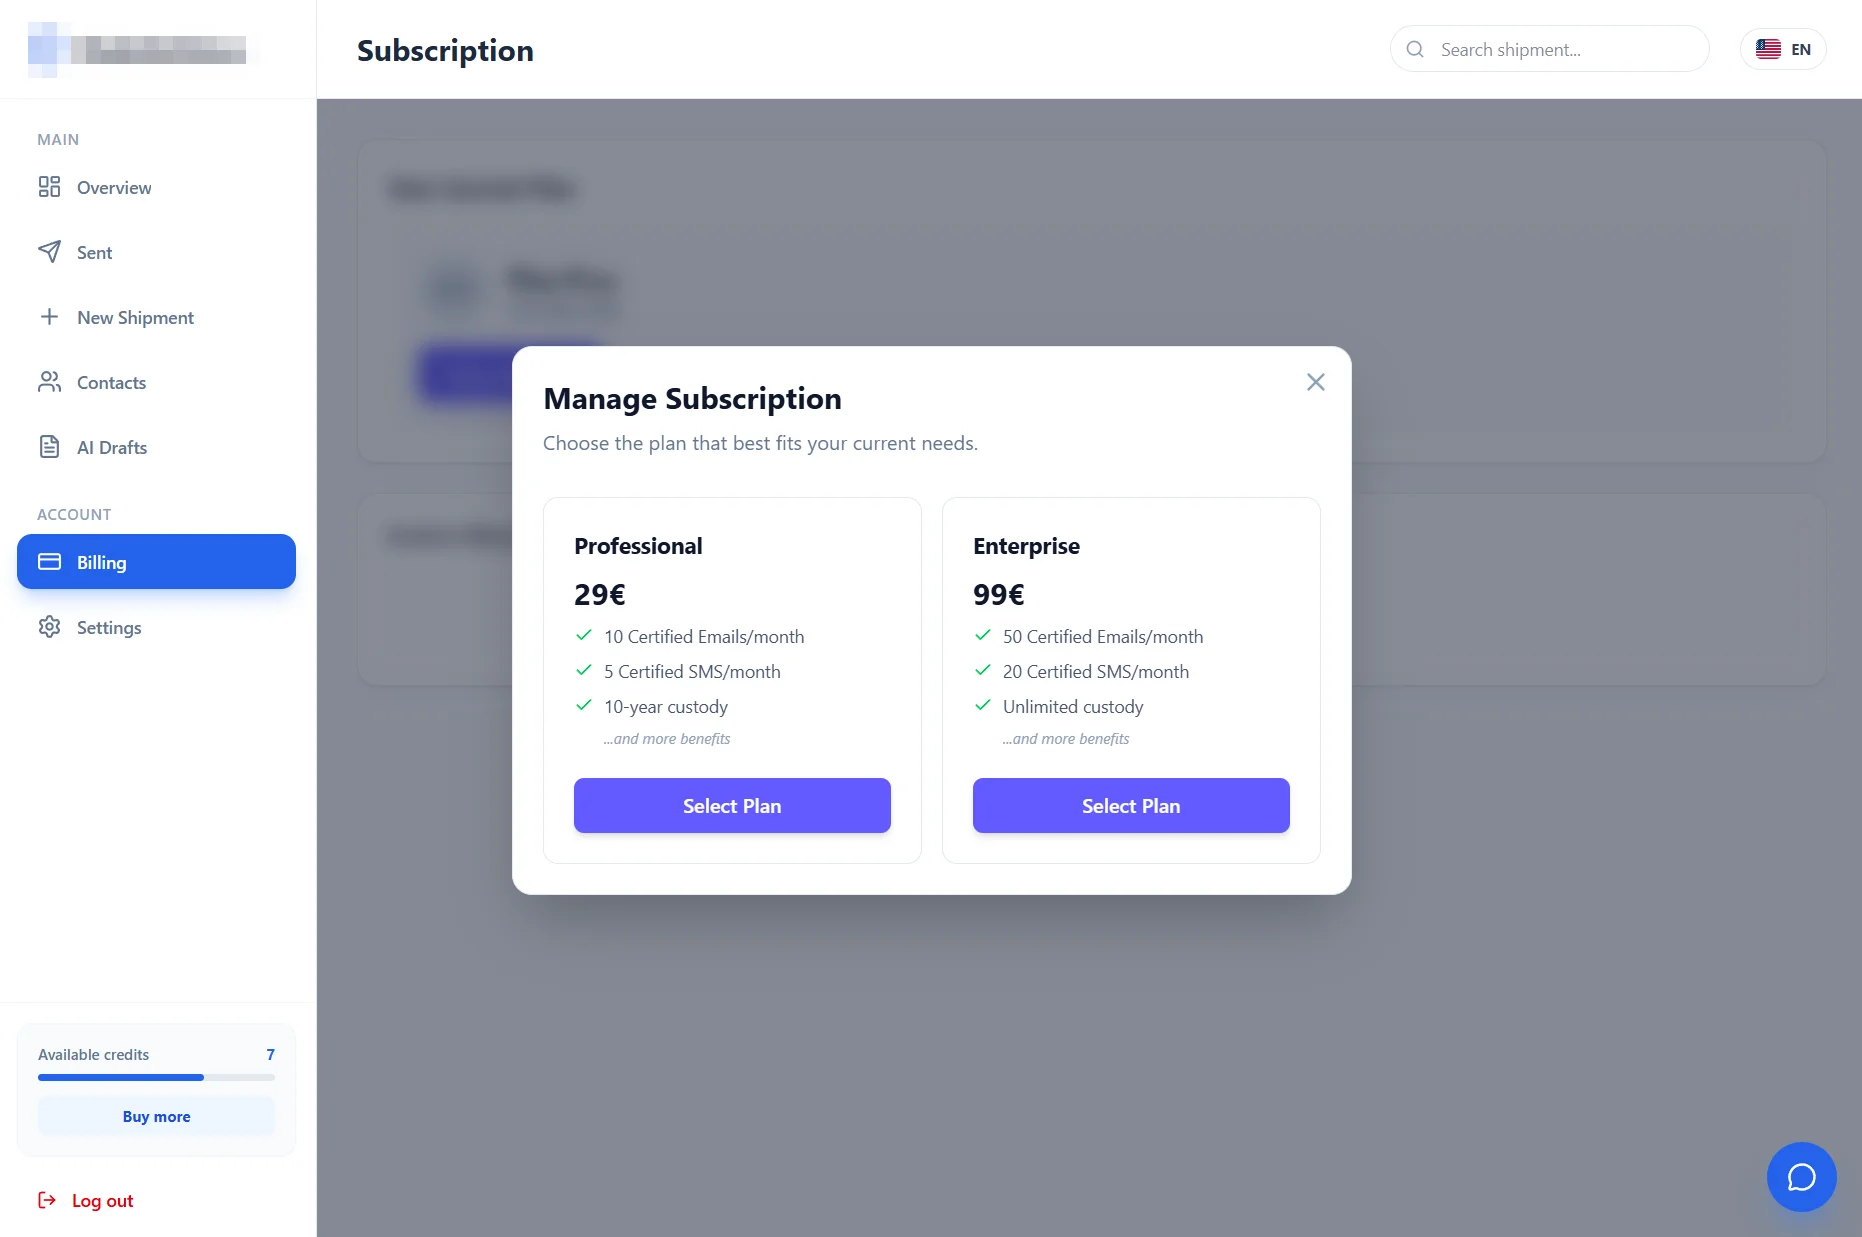 Subscription
Search shipment...
EN
MAIN
Overview
Sent
New Shipment
Contacts
AI Drafts
ACCOUNT
Billing
Settings
Available credits 7
Buy more
Log out
Manage Subscription
Choose the plan that best fits your current needs.
Professional
29€
10 Certified Emails/month
5 Certified SMS/month
10-year custody
...and more benefits
Select Plan
Enterprise
99€
50 Certified Emails/month
20 Certified SMS/month
Unlimited custody
...and more benefits
Select Plan